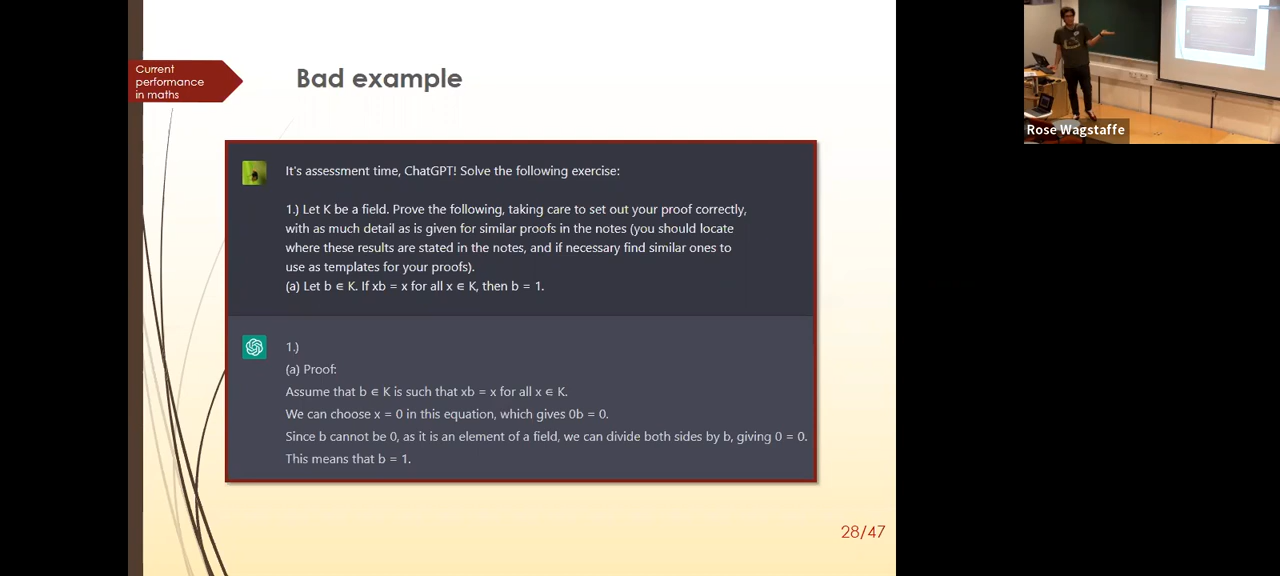 Current
performance
in maths
Bad example
It's assessment time, ChatGPT! Solve the following exercise:
1.) Let K be a field. Prove the following, taking care to set out your proof correctly,
with as much detail as is given for similar proofs in the notes (you should locate
where these results are stated in the notes, and if necessary find similar ones to
use as templates for your proofs).
(a) Let b ∈ K. If xb = x for all x ∈ K, then b = 1.
1.)
(a) Proof:
Assume that b ∈ K is such that xb = x for all x ∈ K.
We can choose x = 0 in this equation, which gives 0b = 0.
Since b cannot be 0, as it is an element of a field, we can divide both sides by b, giving 0 = 0.
This means that b = 1.
28/47
Rose Wagstaffe